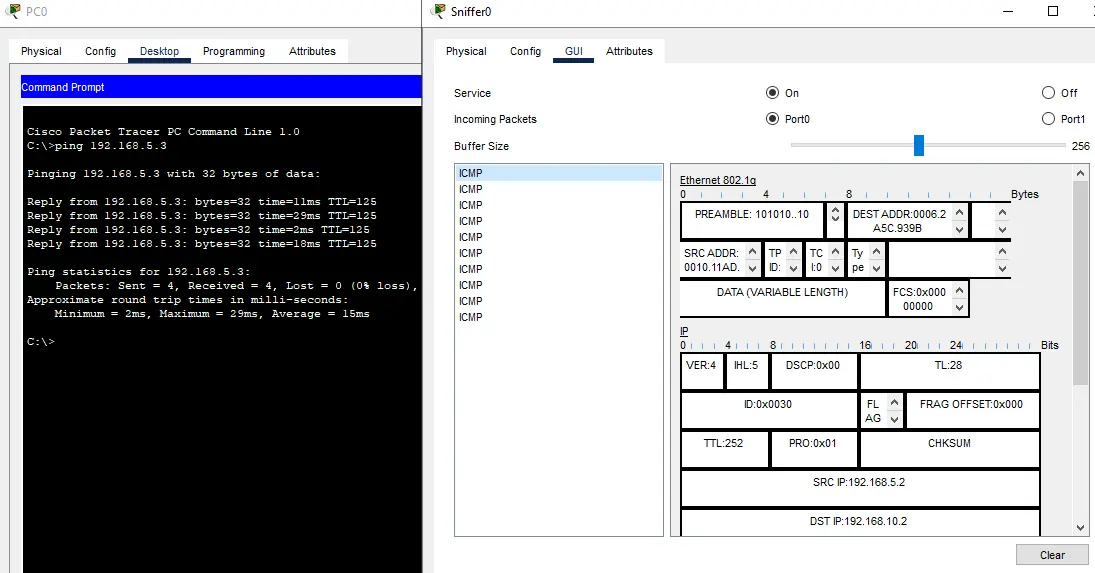 PC0
Physical Config Desktop Programming Attributes
Command Prompt
Cisco Packet Tracer PC Command Line 1.0
C:\>ping 192.168.5.3
Pinging 192.168.5.3 with 32 bytes of data:
Reply from 192.168.5.3: bytes=32 time=11ms TTL=125
Reply from 192.168.5.3: bytes=32 time=29ms TTL=125
Reply from 192.168.5.3: bytes=32 time=2ms TTL=125
Reply from 192.168.5.3: bytes=32 time=18ms TTL=125
Ping statistics for 192.168.5.3:
Packets: Sent = 4, Received = 4, Lost = 0 (0% loss),
Approximate round trip times in milli-seconds:
Minimum = 2ms, Maximum = 29ms, Average = 15ms
C:\>
Sniffer0
Physical Config GUI Attributes
Service On Off
Incoming Packets Port0 Port1
Buffer Size 256
ICMP
ICMP
ICMP
ICMP
ICMP
ICMP
ICMP
ICMP
ICMP
ICMP
Ethernet 802.1q
0 4 8 Bytes
PREAMBLE: 101010..10 DEST ADDR:0006.2
A5C.939B
SRC ADDR: TP TC Ty
0010.11AD. ID: I:0 pe
DATA (VARIABLE LENGTH) FCS:0x000
00000
IP
0 4 8 16 20 24 Bits
VER:4 IHL:5 DSCP:0x00 TL:28
ID:0x0030 FL FRAG OFFSET:0x000
AG
TTL:252 PRO:0x01 CHKSUM
SRC IP:192.168.5.2
DST IP:192.168.10.2
Clear